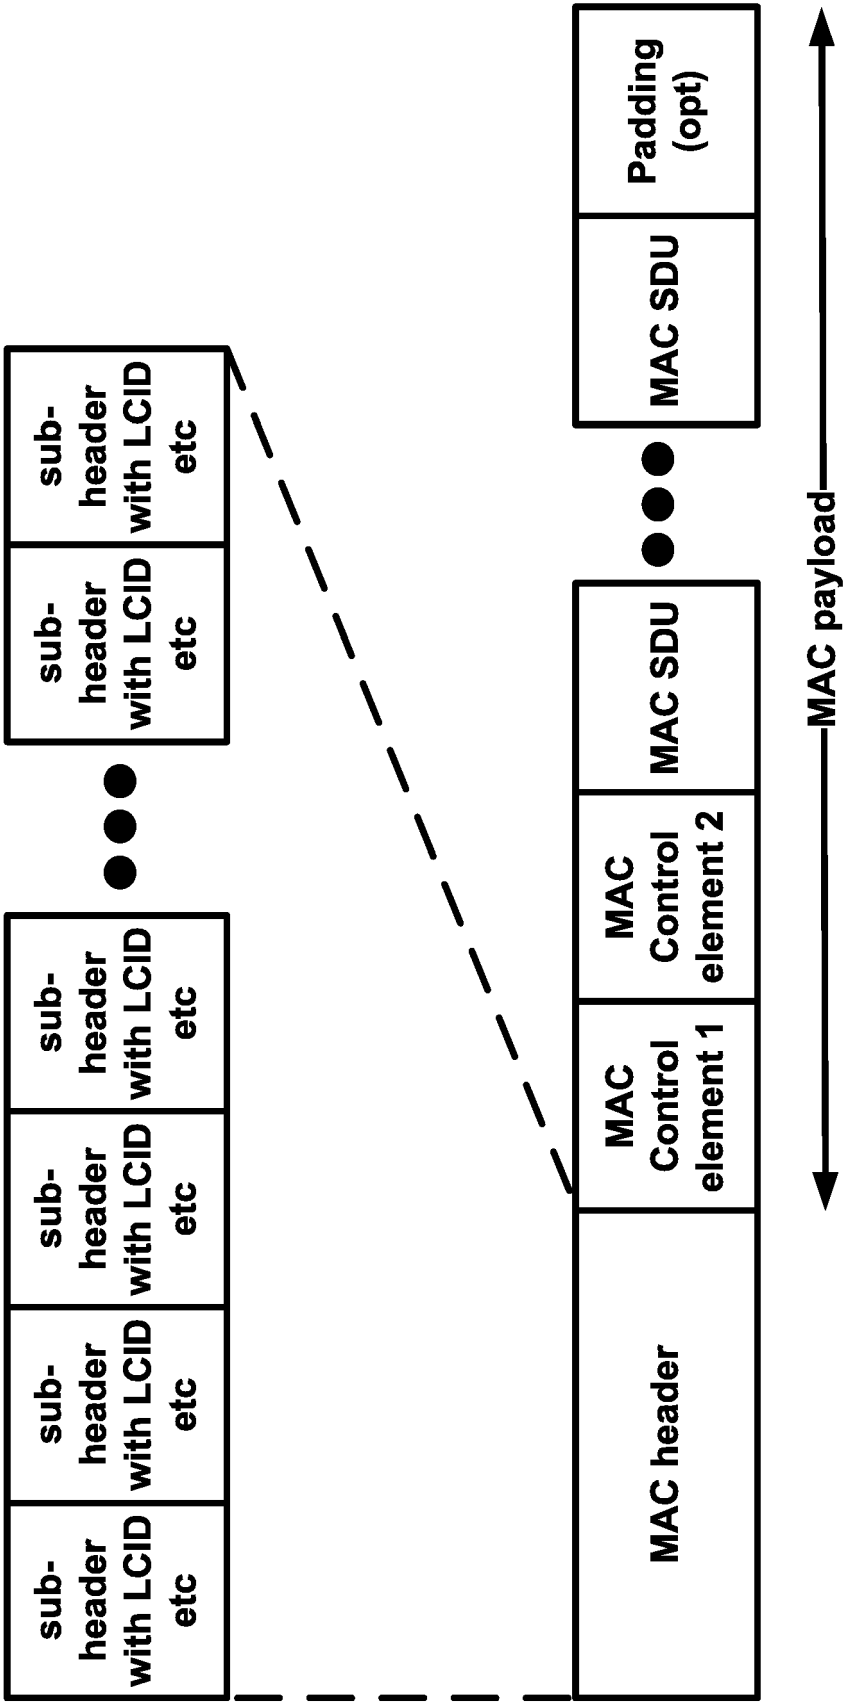 sub-
header
with LCID
etc
sub-
header
with LCID
etc
sub-
header
with LCID
etc
sub-
header
with LCID
etc
sub-
header
with LCID
etc
sub-
header
with LCID
etc
MAC header
MAC
Control
element 1
MAC
Control
element 2
MAC SDU
MAC SDU
Padding
(opt)
MAC payload